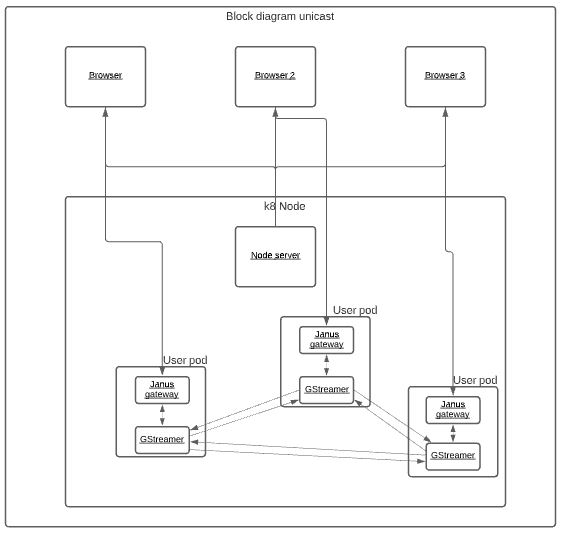 Block diagram unicast
Browser
Browser 2
Browser 3
k8 Node
Node server
User pod
Janus
gateway
GStreamer
User pod
Janus
gateway
GStreamer
User pod
Janus
gateway
GStreamer